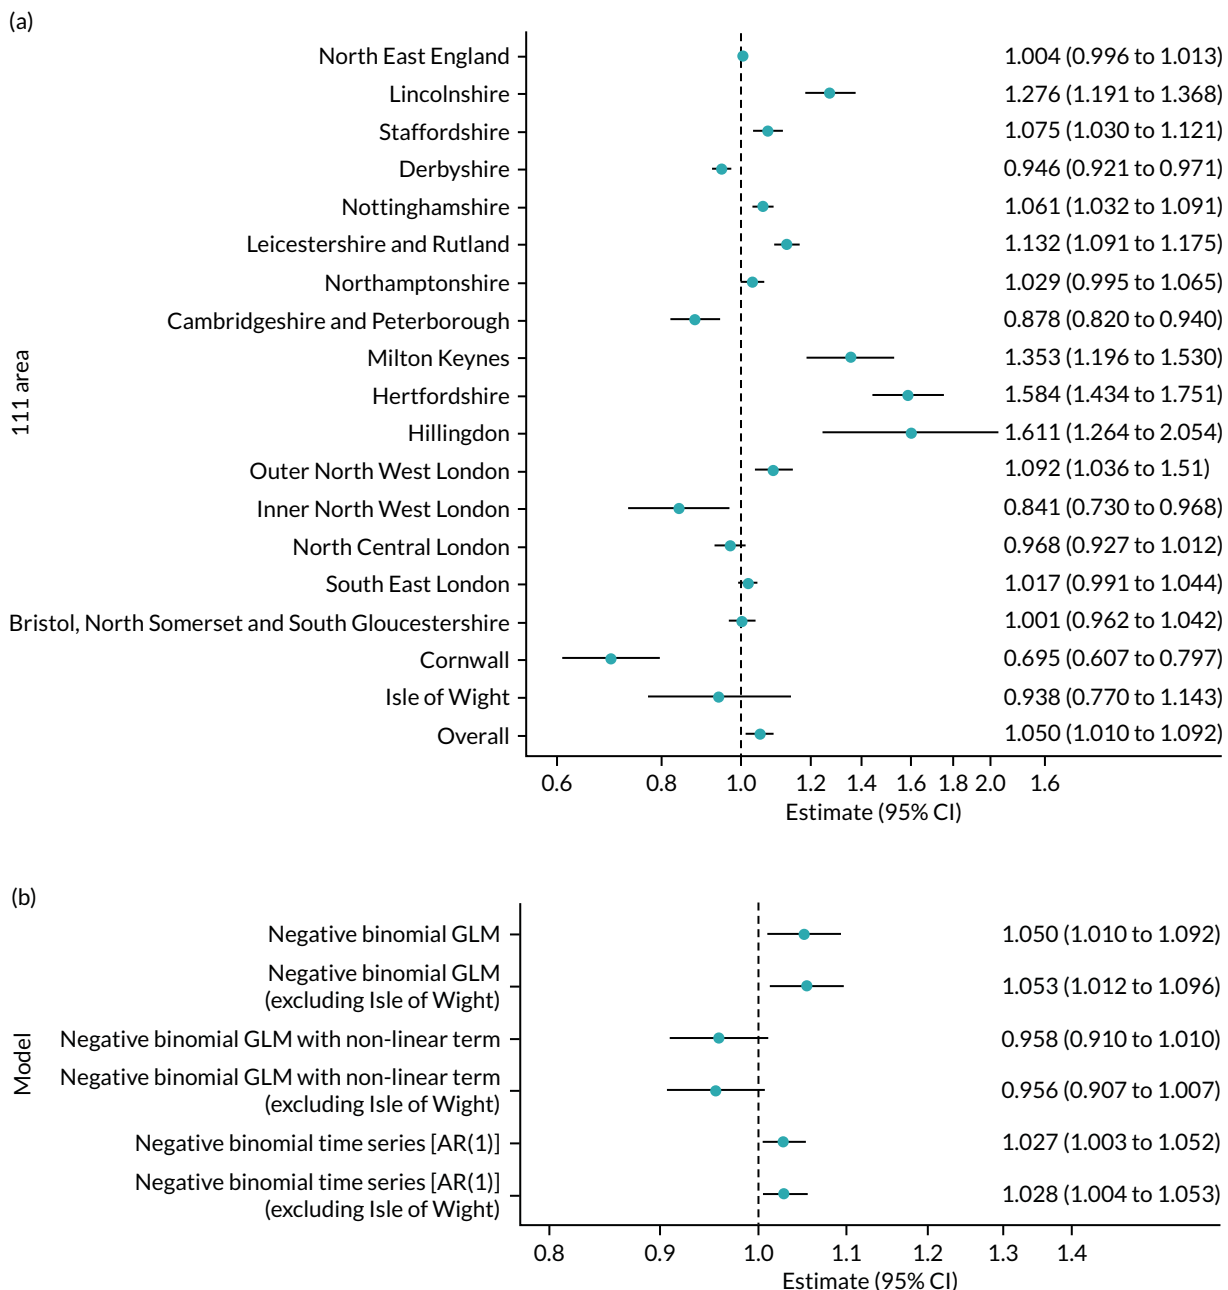 (a)
111 area
North East England 1.004 (0.996 to 1.013)
Lincolnshire 1.276 (1.191 to 1.368)
Staffordshire 1.075 (1.030 to 1.121)
Derbyshire 0.946 (0.921 to 0.971)
Nottinghamshire 1.061 (1.032 to 1.091)
Leicestershire and Rutland 1.132 (1.091 to 1.175)
Northamptonshire 1.029 (0.995 to 1.065)
Cambridgeshire and Peterborough 0.878 (0.820 to 0.940)
Milton Keynes 1.353 (1.196 to 1.530)
Hertfordshire 1.584 (1.434 to 1.751)
Hillingdon 1.611 (1.264 to 2.054)
Outer North West London 1.092 (1.036 to 1.51)
Inner North West London 0.841 (0.730 to 0.968)
North Central London 0.968 (0.927 to 1.012)
South East London 1.017 (0.991 to 1.044)
Bristol, North Somerset and South Gloucestershire 1.001 (0.962 to 1.042)
Cornwall 0.695 (0.607 to 0.797)
Isle of Wight 0.938 (0.770 to 1.143)
Overall 1.050 (1.010 to 1.092)
0.6 0.8 1.0 1.2 1.4 1.6 1.8 2.0 1.6
Estimate (95% CI)
(b)
Model
Negative binomial GLM 1.050 (1.010 to 1.092)
Negative binomial GLM
(excluding Isle of Wight) 1.053 (1.012 to 1.096)
Negative binomial GLM with non-linear term 0.958 (0.910 to 1.010)
Negative binomial GLM with non-linear term
(excluding Isle of Wight) 0.956 (0.907 to 1.007)
Negative binomial time series [AR(1)] 1.027 (1.003 to 1.052)
Negative binomial time series [AR(1)]
(excluding Isle of Wight) 1.028 (1.004 to 1.053)
0.8 0.9 1.0 1.1 1.2 1.3 1.4
Estimate (95% CI)